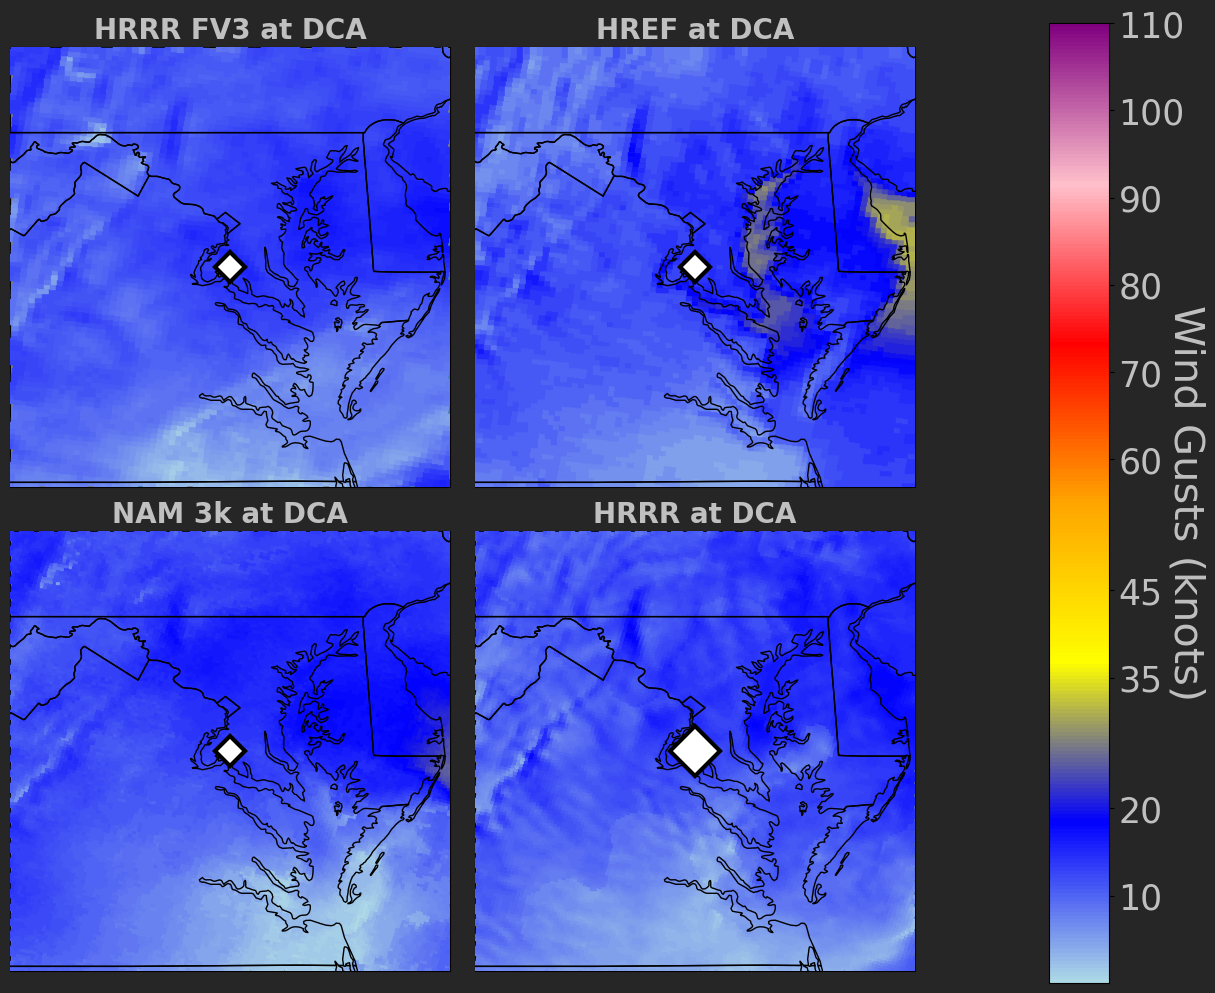 HRRR FV3 at DCA
HREF at DCA
NAM 3k at DCA
HRRR at DCA
110
100
90
80
70
60
45
35
20
10
Wind Gusts (knots)